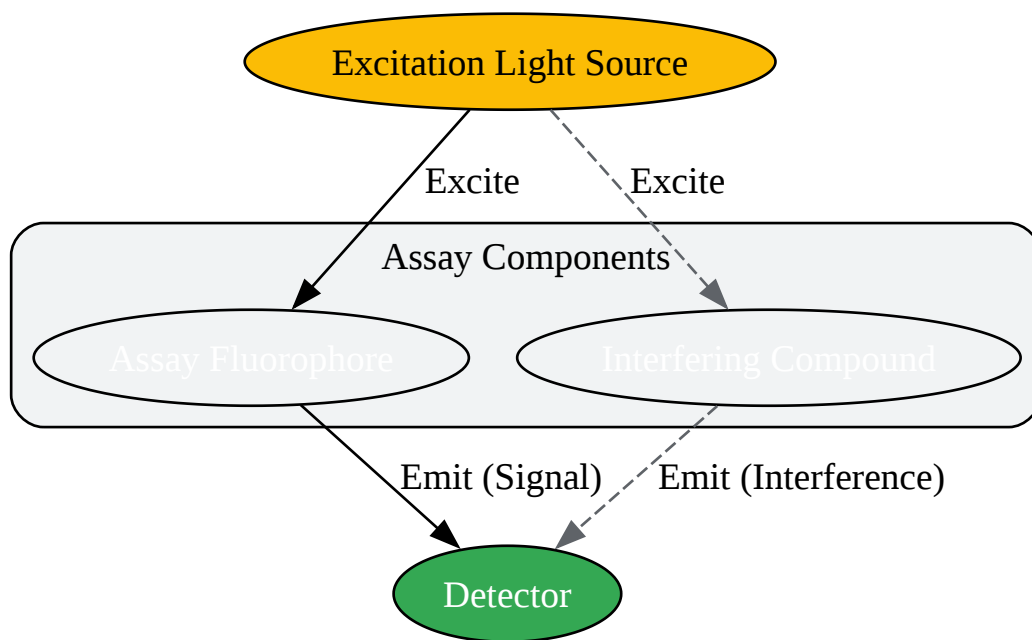 Excitation Light Source
Excite
Excite
Assay Components
Assay Fluorophore
Interfering Compound
Emit (Signal)
Emit (Interference)
Detector